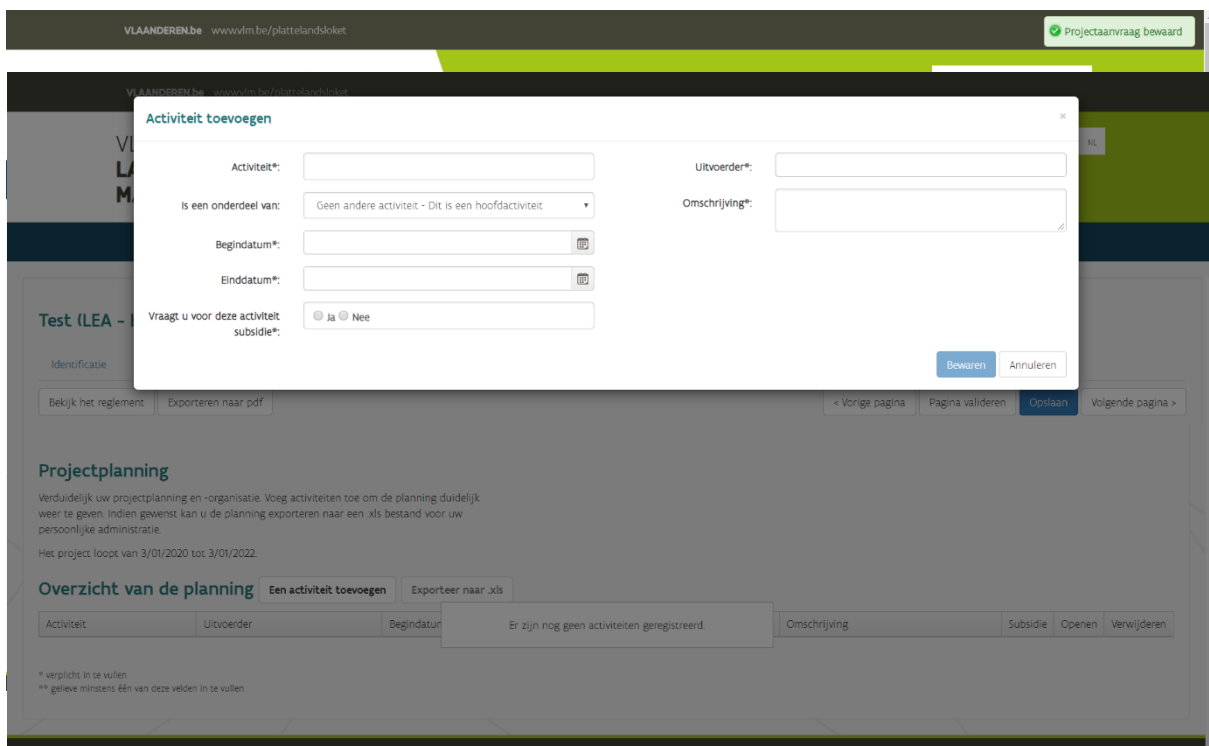 VLAANDEREN.be www.vlm.be/plattelandsloket
Projectaanvraag bewaard
VLAANDEREN.be www.vlm.be/plattelandsloket
Activiteit toevoegen ×
VL
LA
M
NL
Activiteit*:
Uitvoerder*:
Is een onderdeel van: Geen andere activiteit - Dit is een hoofdactiviteit
Omschrijving*:
Begindatum*:
Einddatum*:
Vraagt u voor deze activiteit
subsidie*:
Ja Nee
Bewaren Annuleren
Test (LEA -
Identificatie
Bekijk het reglement Exporteren naar pdf < Vorige pagina Pagina valideren Opslaan Volgende pagina >
Projectplanning
Verduidelijk uw projectplanning en -organisatie. Voeg activiteiten toe om de planning duidelijk
weer te geven. Indien gewenst kan u de planning exporteren naar een .xls bestand voor uw
persoonlijke administratie.
Het project loopt van 3/01/2020 tot 3/01/2022.
Overzicht van de planning Een activiteit toevoegen Exporteer naar .xls
Activiteit Uitvoerder Begindatum Omschrijving Subsidie Openen Verwijderen
Er zijn nog geen activiteiten geregistreerd.
* verplicht in te vullen
** gelieve minstens één van deze velden in te vullen